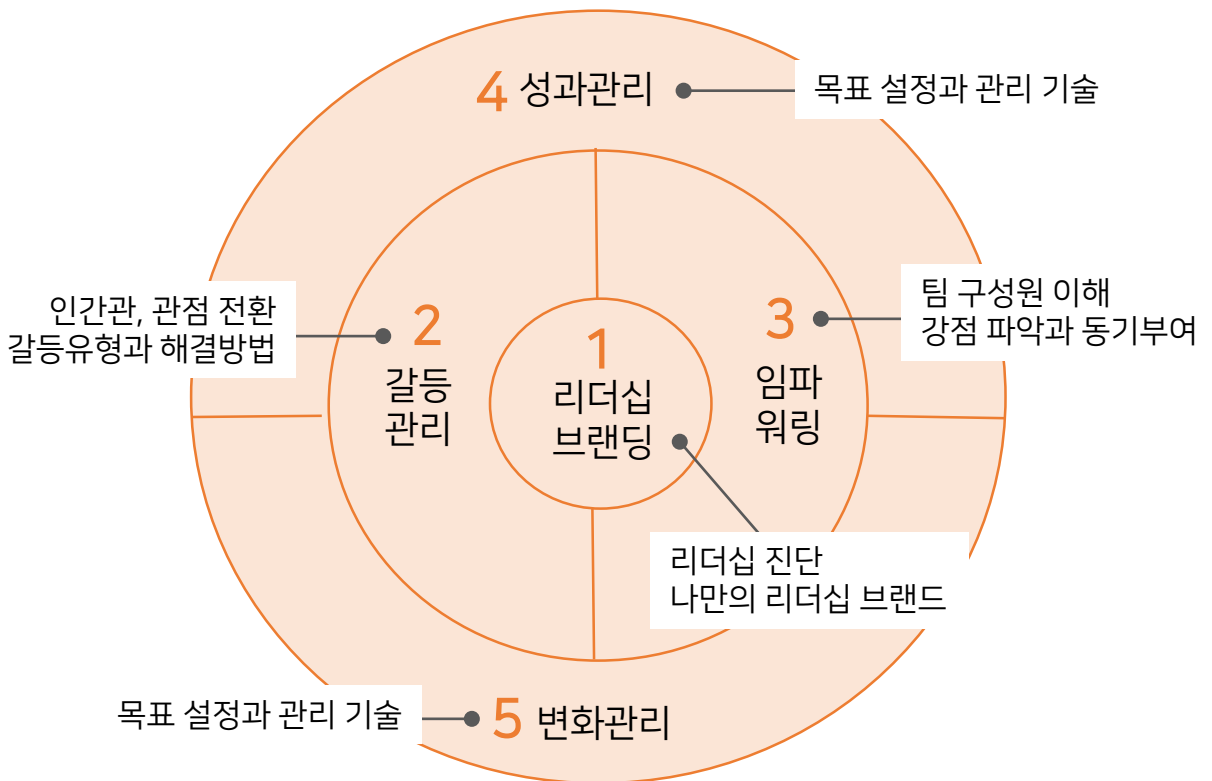 4 성과관리
목표 설정과 관리 기술
인간관, 관점 전환
갈등유형과 해결방법
2
갈등
관리
1
리더십
브랜딩
3
임파
워링
팀 구성원 이해
강점 파악과 동기부여
리더십 진단
나만의 리더십 브랜드
목표 설정과 관리 기술
5 변화관리